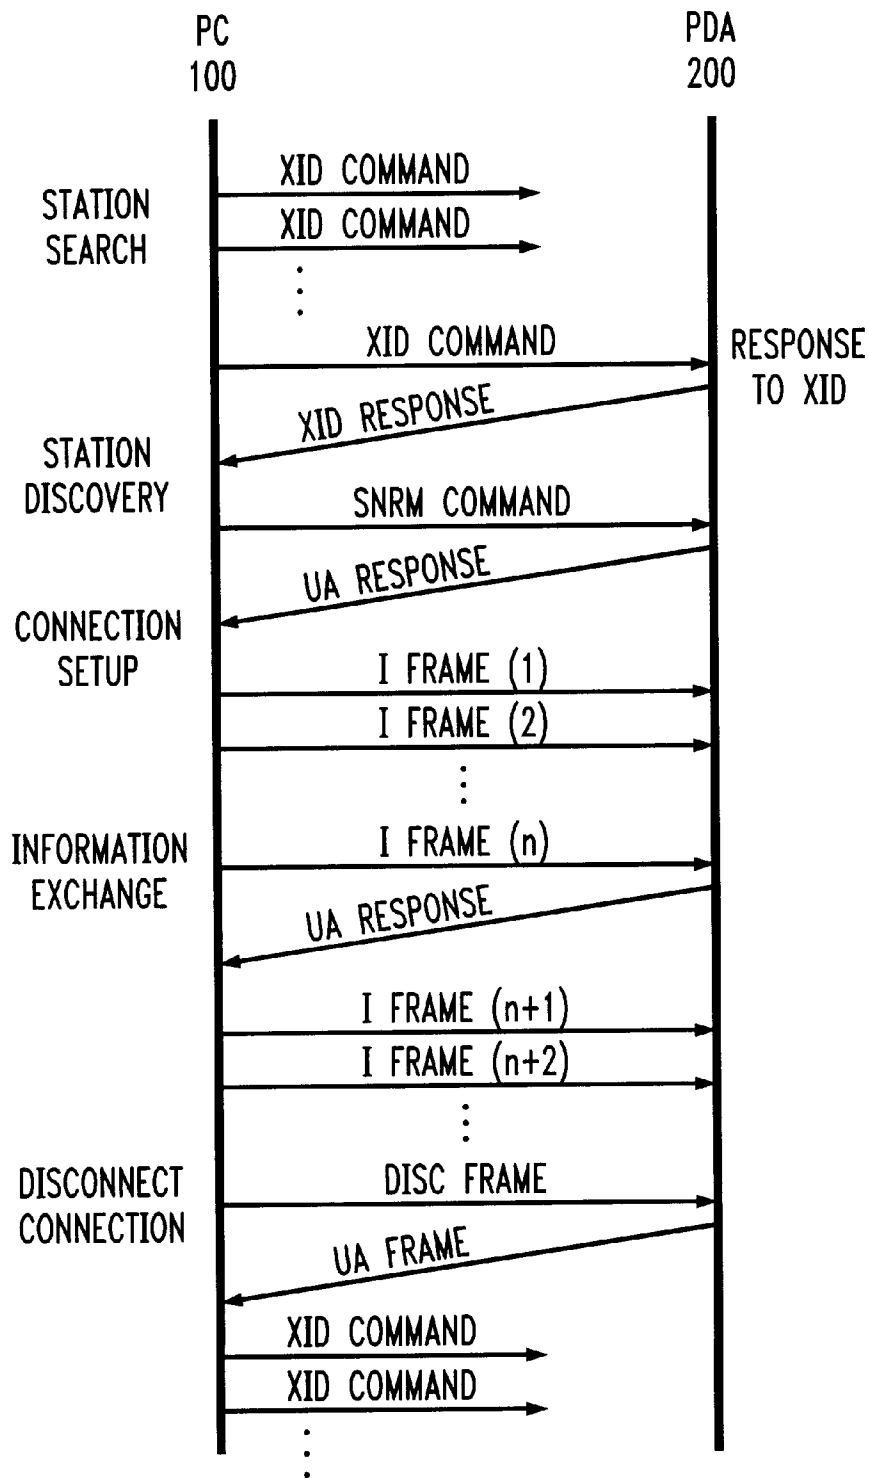 PC
100
PDA
200
XID COMMAND
STATION
SEARCH
XID COMMAND
XID COMMAND
RESPONSE
TO XID
XID RESPONSE
STATION
DISCOVERY
SNRM COMMAND
UA RESPONSE
CONNECTION
SETUP
I FRAME (1)
I FRAME (2)
INFORMATION
EXCHANGE
I FRAME (n)
UA RESPONSE
I FRAME (n+1)
I FRAME (n+2)
DISCONNECT
CONNECTION
DISC FRAME
UA FRAME
XID COMMAND
XID COMMAND